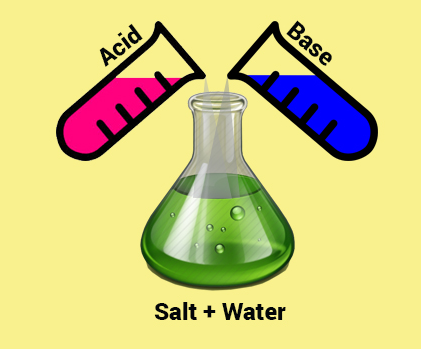 Acid
Base
Salt + Water